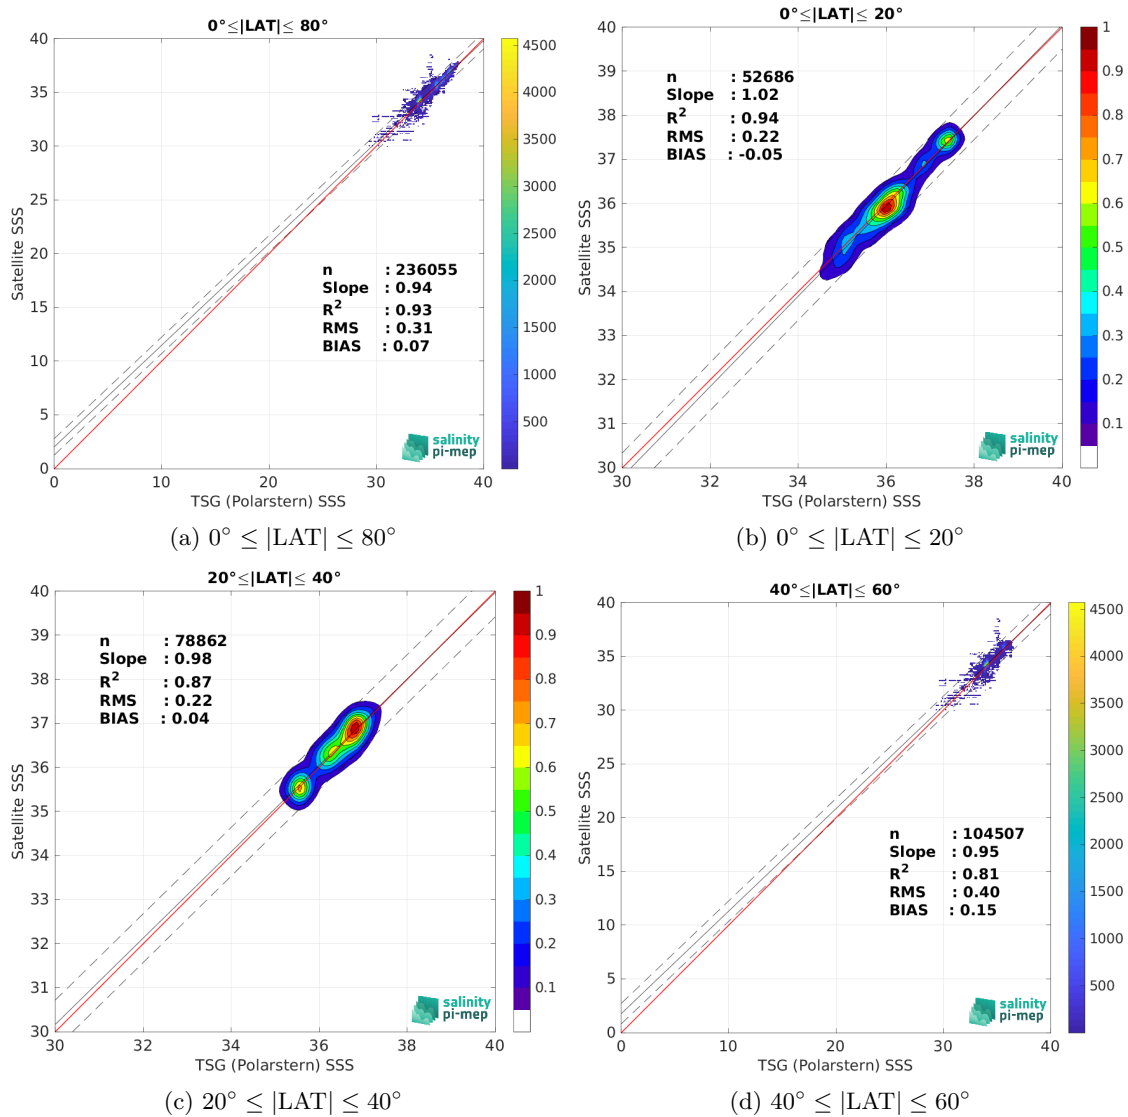 0°≤|LAT|≤ 80°
40
35
30
25
20
15
10
5
0
0
10
20
30
40
Satellite SSS
TSG (Polarstern) SSS
n : 236055
Slope : 0.94
R² : 0.93
RMS : 0.31
BIAS : 0.07
salinity
pi-mep
4500
4000
3500
3000
2500
2000
1500
1000
500
(a) 0° ≤ |LAT| ≤ 80°
0°≤|LAT|≤ 20°
40
39
38
37
36
35
34
33
32
31
30
30
32
34
36
38
40
Satellite SSS
TSG (Polarstern) SSS
n : 52686
Slope : 1.02
R² : 0.94
RMS : 0.22
BIAS : -0.05
salinity
pi-mep
1
0.9
0.8
0.7
0.6
0.5
0.4
0.3
0.2
0.1
(b) 0° ≤ |LAT| ≤ 20°
20°≤|LAT|≤ 40°
40
39
38
37
36
35
34
33
32
31
30
30
32
34
36
38
40
Satellite SSS
TSG (Polarstern) SSS
n : 78862
Slope : 0.98
R² : 0.87
RMS : 0.22
BIAS : 0.04
salinity
pi-mep
1
0.9
0.8
0.7
0.6
0.5
0.4
0.3
0.2
0.1
(c) 20° ≤ |LAT| ≤ 40°
40°≤|LAT|≤ 60°
40
35
30
25
20
15
10
5
0
0
10
20
30
40
Satellite SSS
TSG (Polarstern) SSS
n : 104507
Slope : 0.95
R² : 0.81
RMS : 0.40
BIAS : 0.15
salinity
pi-mep
4500
4000
3500
3000
2500
2000
1500
1000
500
(d) 40° ≤ |LAT| ≤ 60°